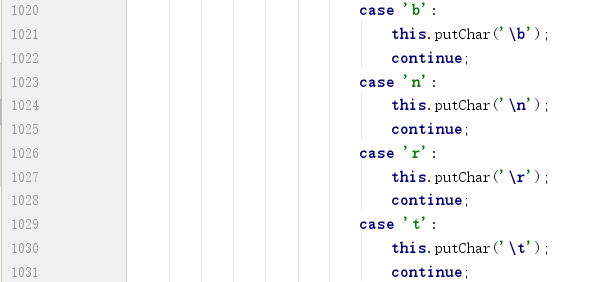 1020 case 'b':
1021 this.putChar('\b');
1022 continue;
1023 case 'n':
1024 this.putChar('\n');
1025 continue;
1026 case 'r':
1027 this.putChar('\r');
1028 continue;
1029 case 't':
1030 this.putChar('\t');
1031 continue;